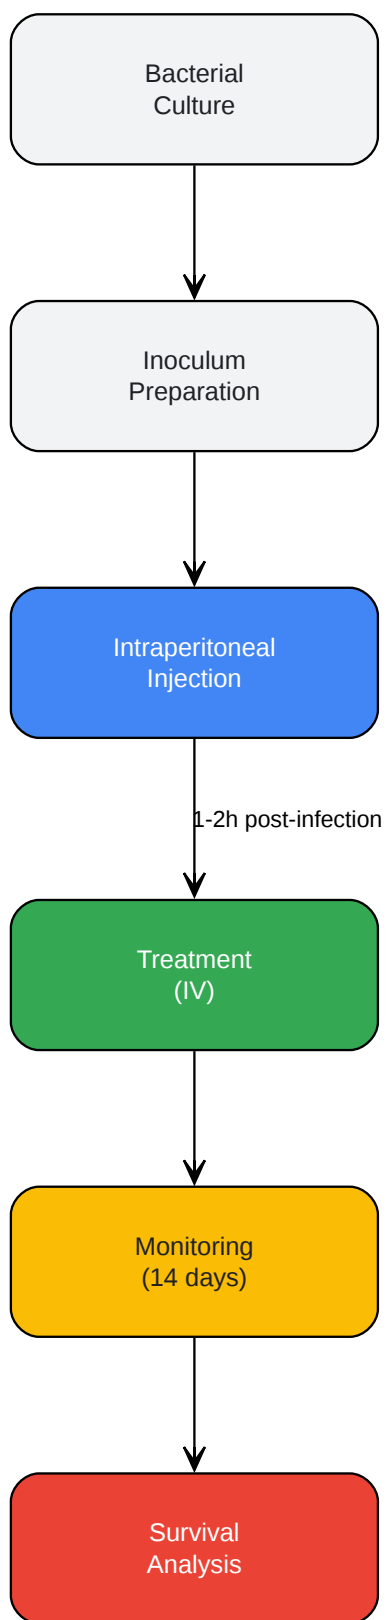 Bacterial
Culture
Inoculum
Preparation
Intraperitoneal
Injection
1-2h post-infection
Treatment
(IV)
Monitoring
(14 days)
Survival
Analysis